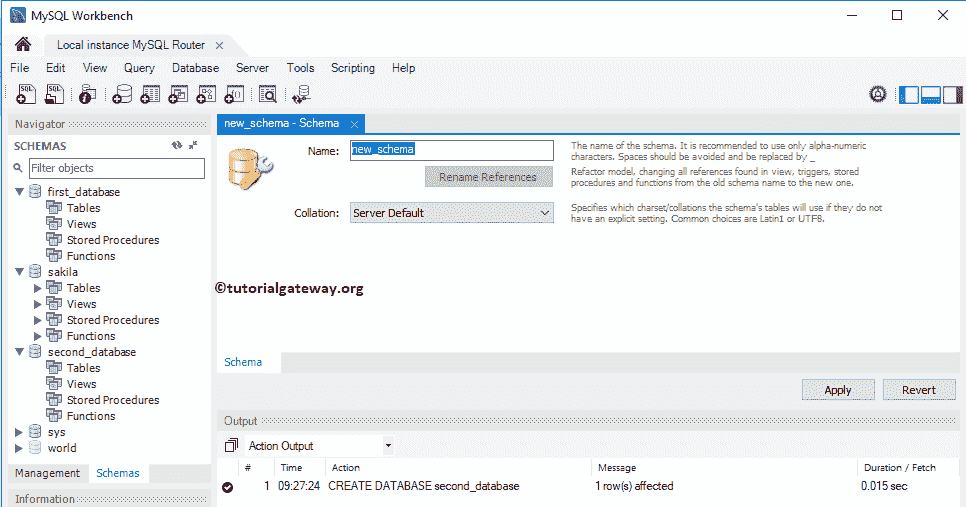 MySQL Workbench
Local instance MySQL Router
File Edit View Query Database Server Tools Scripting Help
Navigator
SCHEMAS
Filter objects
first_database
Tables
Views
Stored Procedures
Functions
sakila
Tables
Views
Stored Procedures
Functions
second_database
Tables
Views
Stored Procedures
Functions
sys
world
Management Schemas
Information
new_schema - Schema
Name: new_schema
The name of the schema. It is recommended to use only alpha-numeric
characters. Spaces should be avoided and be replaced by _
Rename References
Refactor model, changing all references found in view, triggers, stored
procedures and functions from the old schema name to the new one.
Collation: Server Default
Specifies which charset/collations the schema's tables will use if they do not
have an explicit setting. Common choices are Latin1 or UTF8.
©tutorialgateway.org
Schema
Apply Revert
Output
Action Output
# Time Action Message Duration / Fetch
1 09:27:24 CREATE DATABASE second_database 1 row(s) affected 0.015 sec